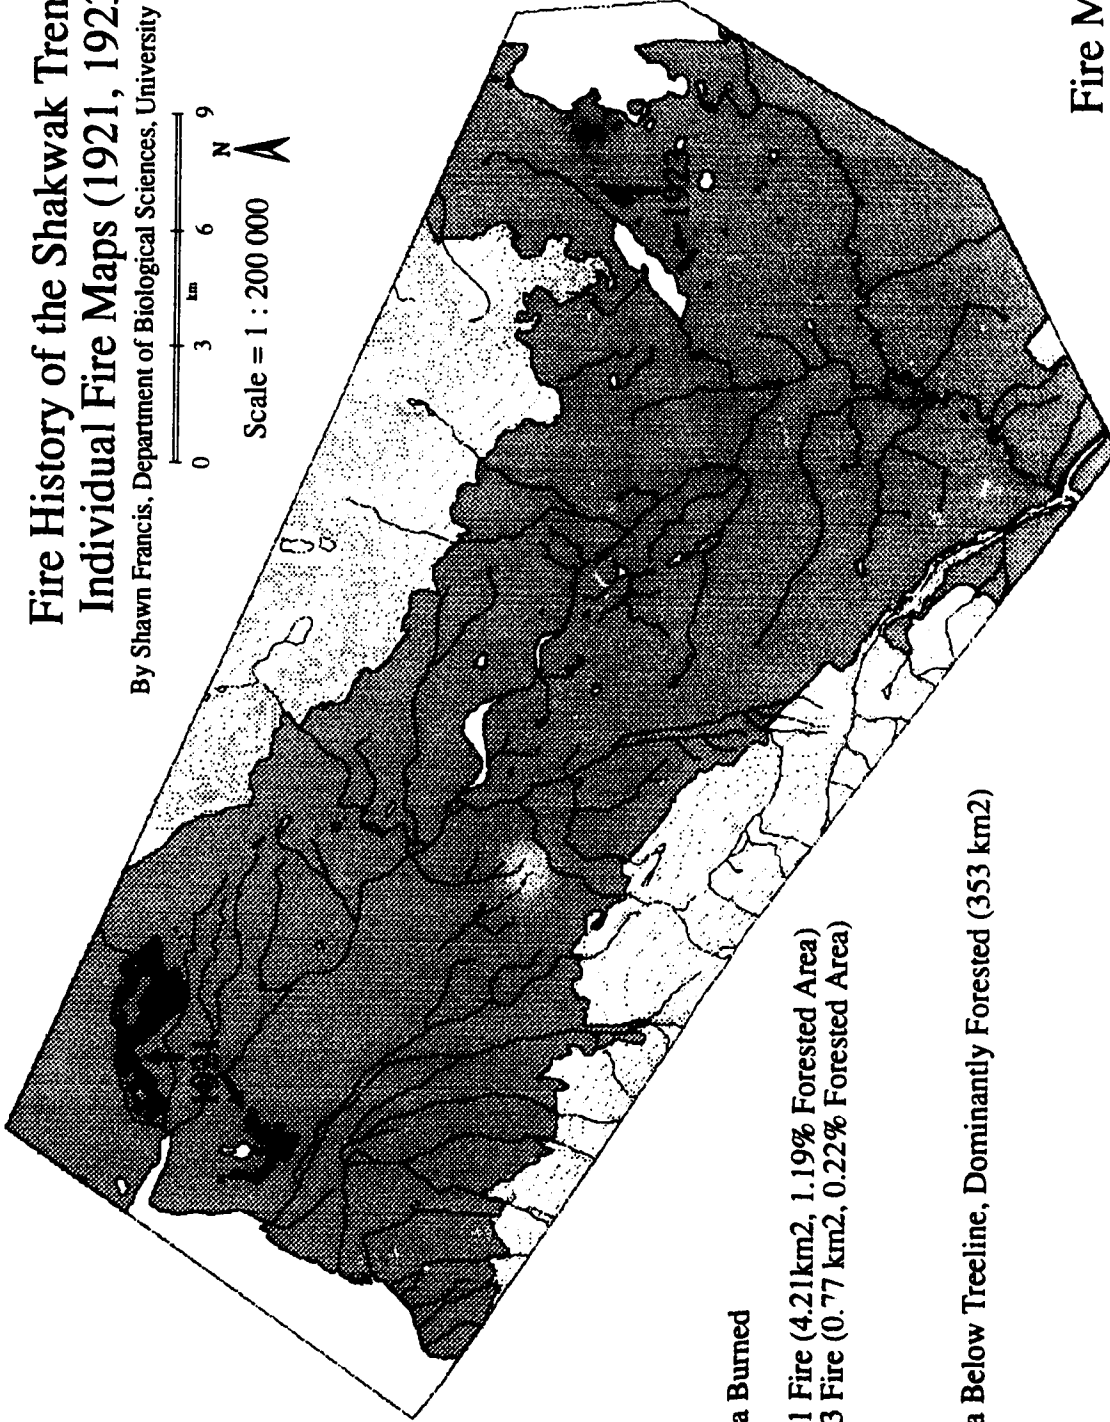 Fire History of the Shakwak Tren
Individual Fire Maps (1921, 192
By Shawn Francis, Department of Biological Sciences, University
0 3 6 9
km
N
Scale = 1 : 200 000
1921
1923
a Burned
1 Fire (4.21km2, 1.19% Forested Area)
3 Fire (0.77 km2, 0.22% Forested Area)
a Below Treeline, Dominantly Forested (353 km2)
Fire M